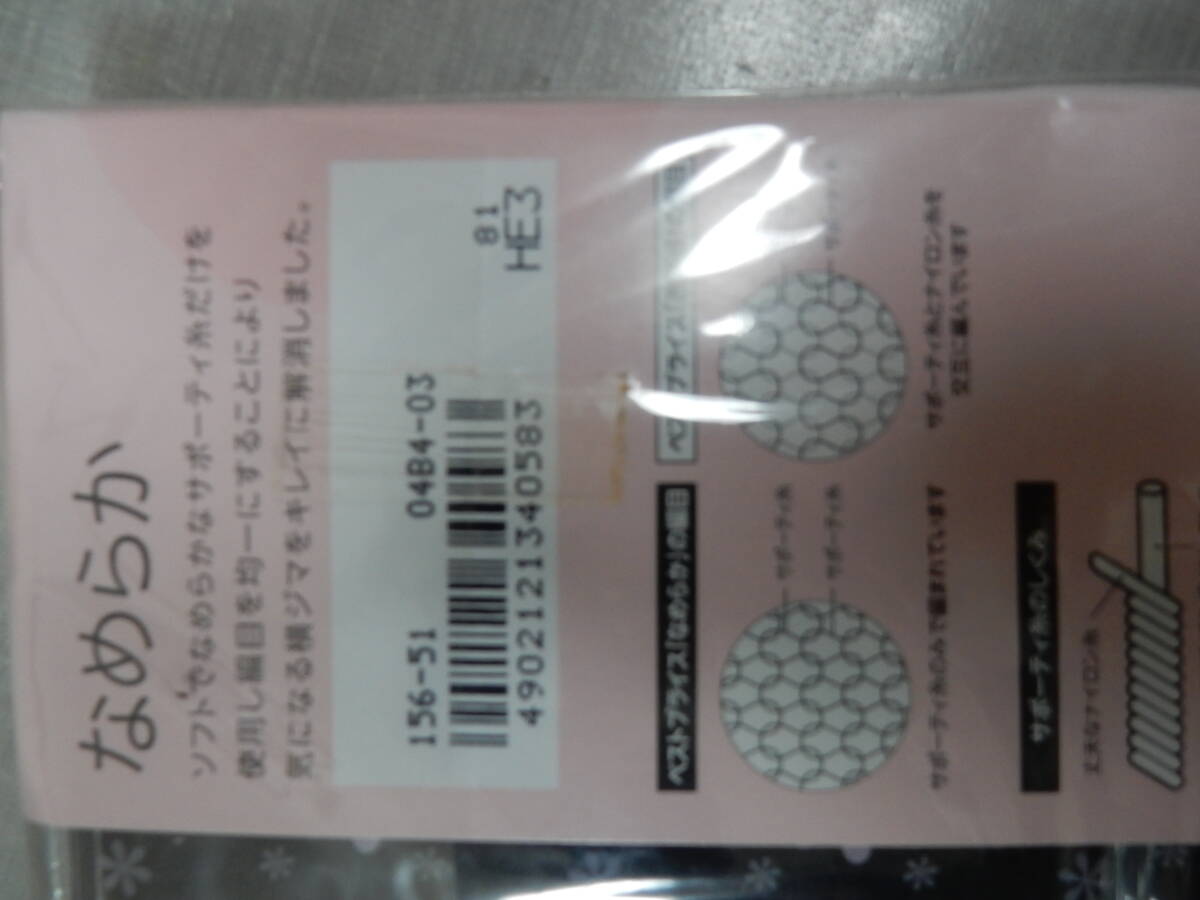 なめらか
ソフトでなめらかなサポーティ糸だけを
使用し編目を均一にすることにより
気になる横ジマをキレイに解消しました。
81
HE3
156-51 04B4-03
4902121340583
ベストプライス「なめらか」の編目
サポーティ糸
サポーティ糸
サポーティ糸のみで編まれています
プライス
サポーティ糸とナイロン糸を
交互に編んでいます
サポーティ糸のしくみ
丈夫なナイロン糸